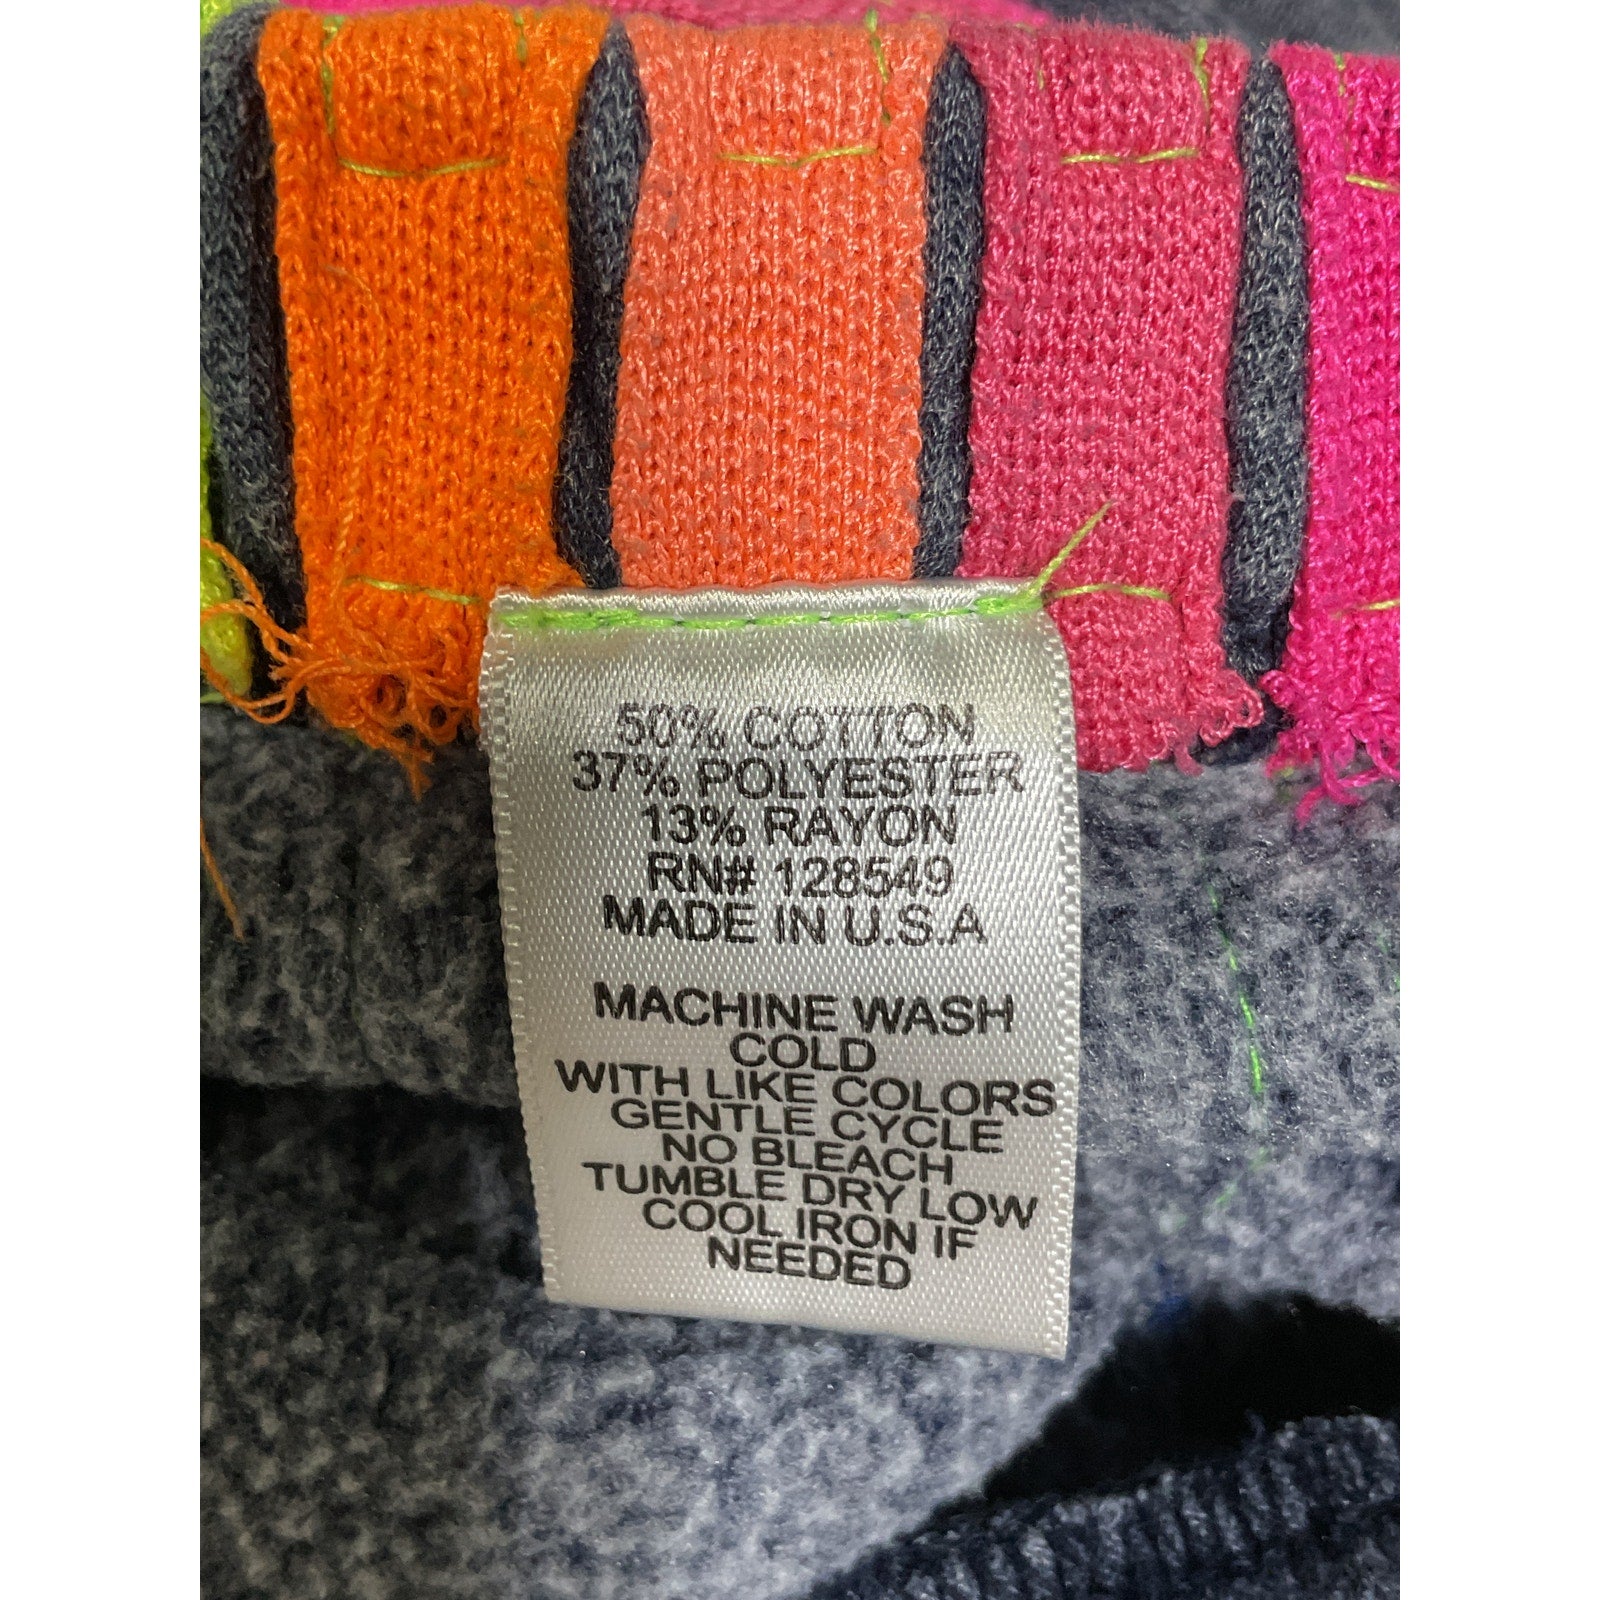 50% COTTON
37% POLYESTER
13% RAYON
RN# 128549
MADE IN U.S.A
MACHINE WASH
COLD
WITH LIKE COLORS
GENTLE CYCLE
NO BLEACH
TUMBLE DRY LOW
COOL IRON IF
NEEDED